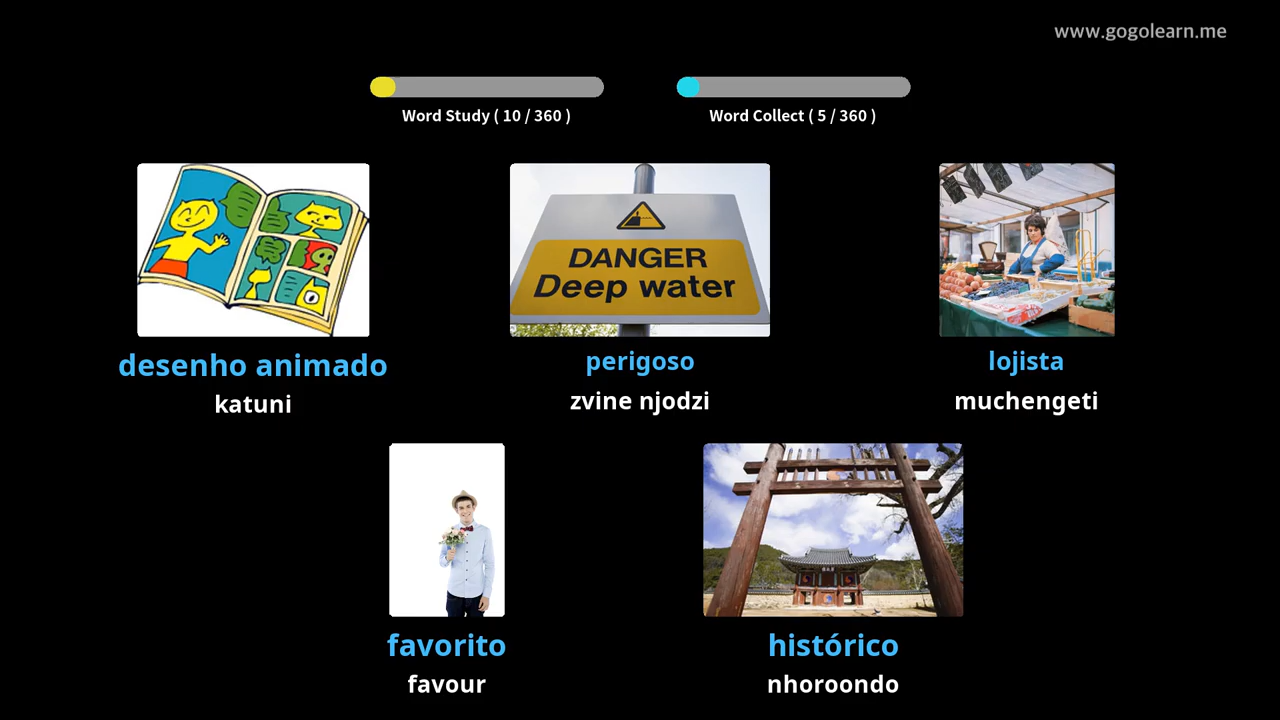 www.gogolearn.me
Word Study ( 10 / 360 )
Word Collect ( 5 / 360 )
DANGER
Deep water
desenho animado
katuni
perigoso
zvine njodzi
lojista
muchengeti
favorito
favour
histórico
nhoroondo